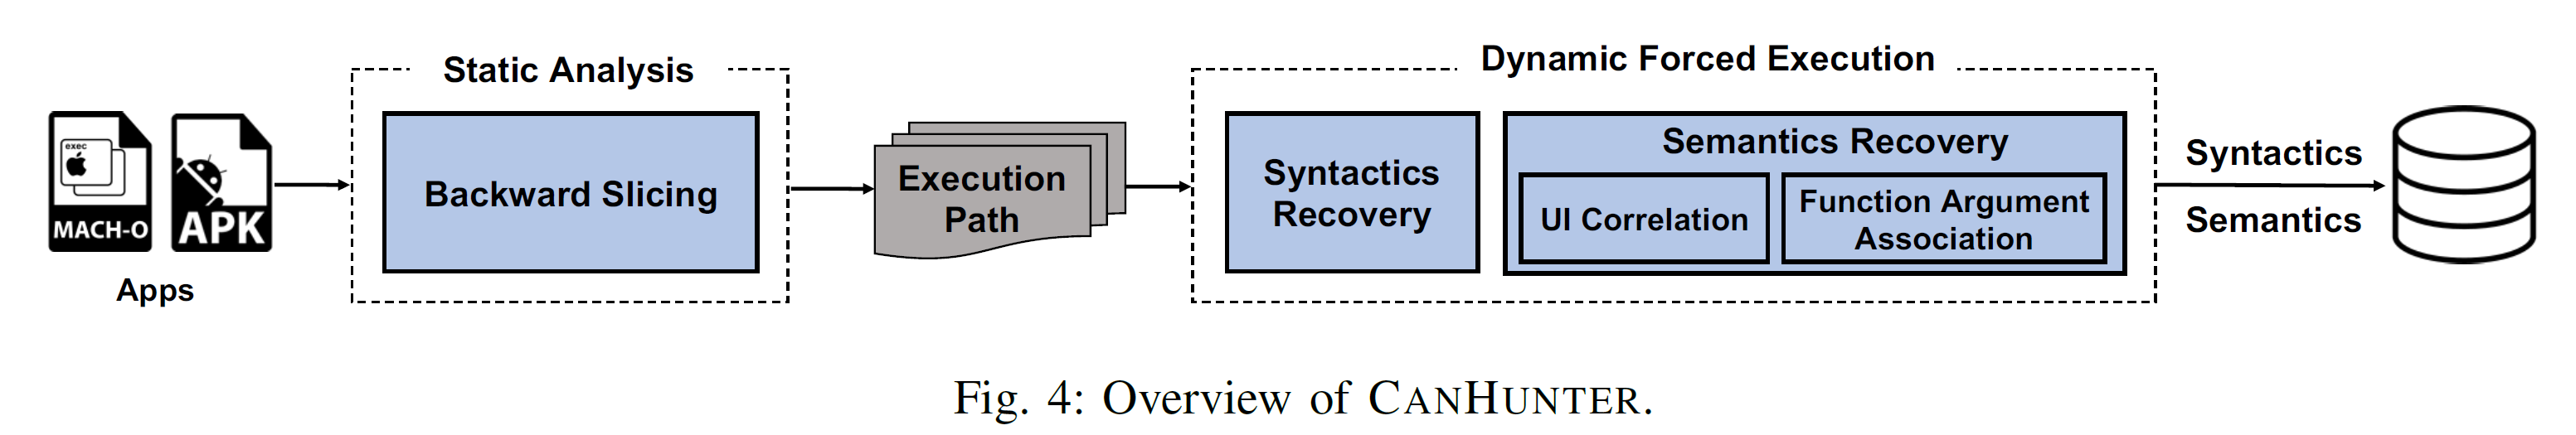 exec
MACH-O
APK
Apps
Static Analysis
Backward Slicing
Execution
Path
Dynamic Forced Execution
Syntactics
Recovery
Semantics Recovery
UI Correlation
Function Argument
Association
Syntactics
Semantics
Fig. 4: Overview of CANHUNTER.